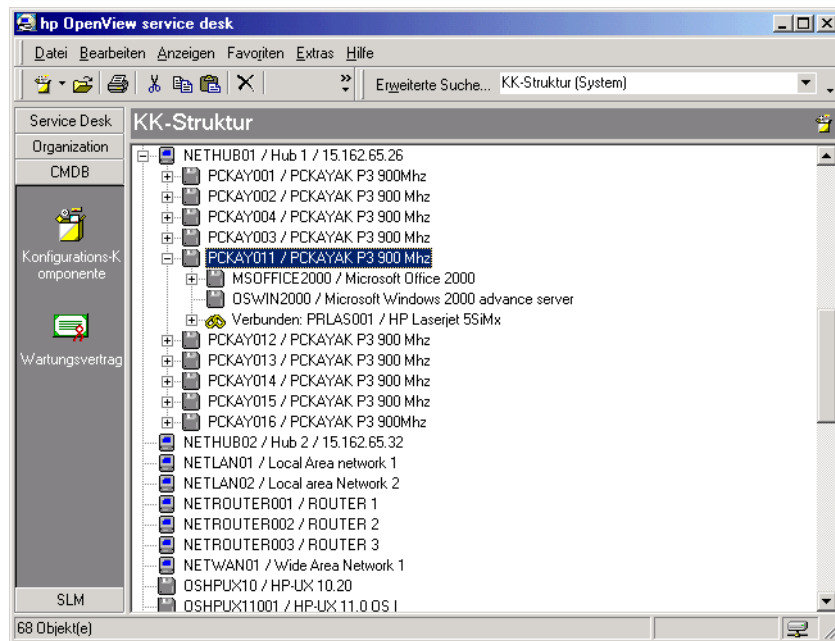 hp OpenView service desk
Datei Bearbeiten Anzeigen Favoriten Extras Hilfe
Erweiterte Suche... KK-Struktur (System)
Service Desk
Organization
CMDB
Konfigurations-K
omponente
Wartungsvertrag
SLM
KK-Struktur
NETHUB01 / Hub 1 / 15.162.65.26
PCKAY001 / PCKAYAK P3 900Mhz
PCKAY002 / PCKAYAK P3 900 Mhz
PCKAY004 / PCKAYAK P3 900 Mhz
PCKAY003 / PCKAYAK P3 900 Mhz
PCKAY011 / PCKAYAK P3 900 Mhz
MSOFFICE2000 / Microsoft Office 2000
OSWIN2000 / Microsoft Windows 2000 advance server
Verbunden: PRLAS001 / HP Laserjet 5SiMx
PCKAY012 / PCKAYAK P3 900 Mhz
PCKAY013 / PCKAYAK P3 900 Mhz
PCKAY014 / PCKAYAK P3 900 Mhz
PCKAY015 / PCKAYAK P3 900 Mhz
PCKAY016 / PCKAYAK P3 900Mhz
NETHUB02 / Hub 2 / 15.162.65.32
NETLAN01 / Local Area network 1
NETLAN02 / Local area Network 2
NETROUTER001 / ROUTER 1
NETROUTER002 / ROUTER 2
NETROUTER003 / ROUTER 3
NETWAN01 / Wide Area Network 1
OSHPUX10 / HP-UX 10.20
OSHPUX11001 / HP-UX 11.0 OS I
68 Objekt(e)